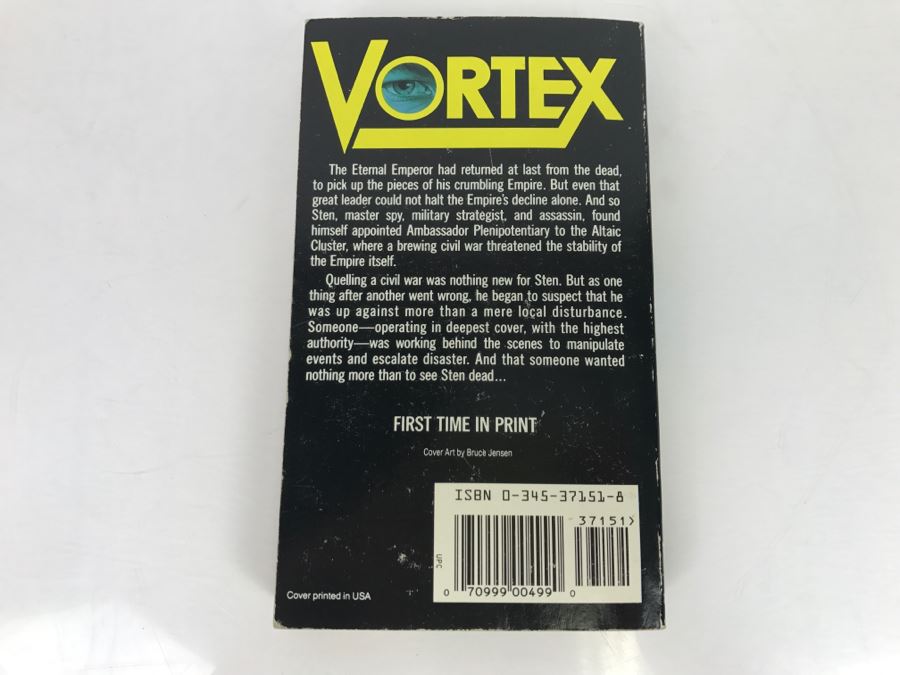 VORTEX
The Eternal Emperor had returned at last from the dead,
to pick up the pieces of his crumbling Empire. But even that
great leader could not halt the Empire's decline alone. And so
Sten, master spy, military strategist, and assassin, found
himself appointed Ambassador Plenipotentiary to the Altaic
Cluster, where a brewing civil war threatened the stability of
the Empire itself.
Quelling a civil war was nothing new for Sten. But as one
thing after another went wrong, he began to suspect that he
was up against more than a mere local disturbance.
Someone—operating in deepest cover, with the highest
authority—was working behind the scenes to manipulate
events and escalate disaster. And that someone wanted
nothing more than to see Sten dead...
FIRST TIME IN PRINT
Cover Art by Bruce Jensen
ISBN 0-345-37151-8
37151>
UPC
0 70999 00499 0
Cover printed in USA